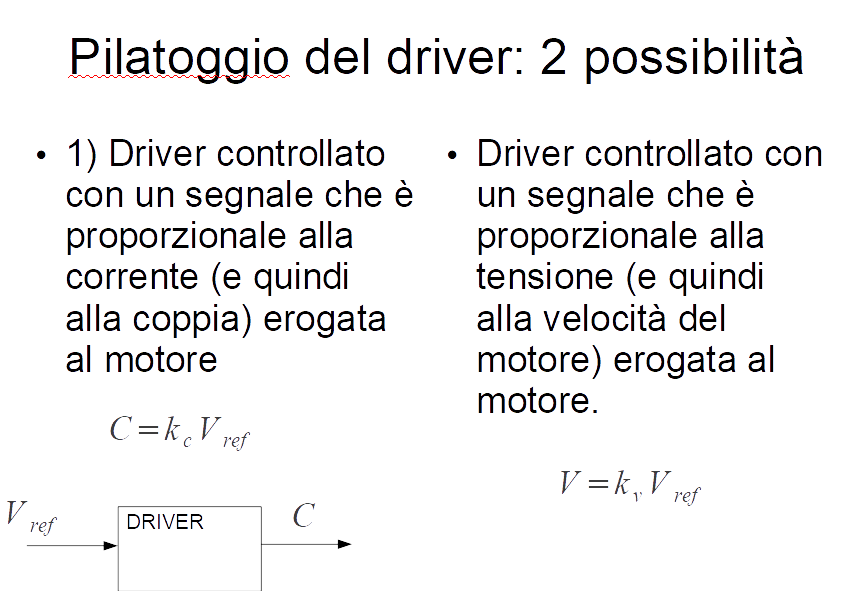 Pilatoggio del driver: 2 possibilità
• 1) Driver controllato
con un segnale che è
proporzionale alla
corrente (e quindi
alla coppia) erogata
al motore
C = k_c V_ref
V_ref
DRIVER
C
• Driver controllato con
un segnale che è
proporzionale alla
tensione (e quindi
alla velocità del
motore) erogata al
motore.
V = k_v V_ref